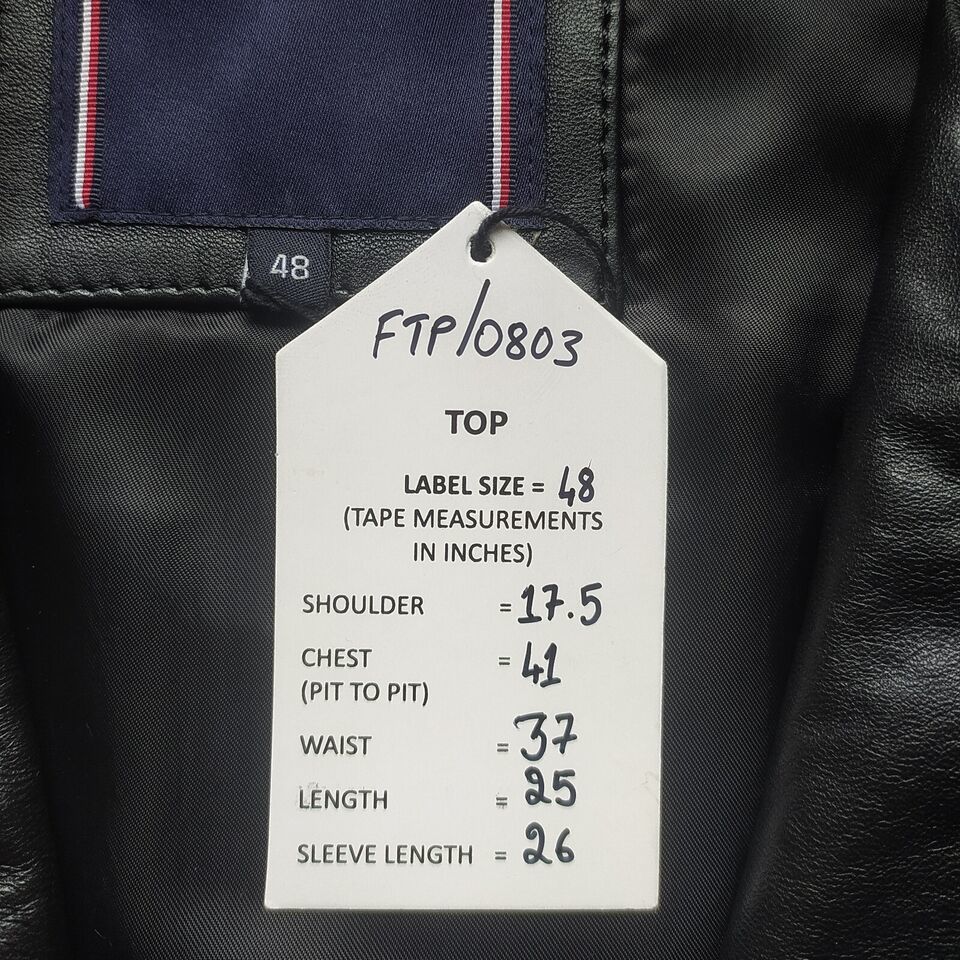 48
FTP/0803
TOP
LABEL SIZE = 48
(TAPE MEASUREMENTS
IN INCHES)
SHOULDER = 17.5
CHEST = 41
(PIT TO PIT)
WAIST = 37
LENGTH = 25
SLEEVE LENGTH = 26